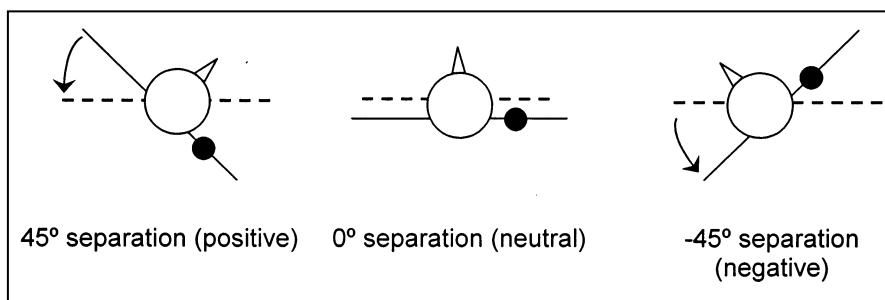 45º separation (positive)
0º separation (neutral)
-45º separation
(negative)